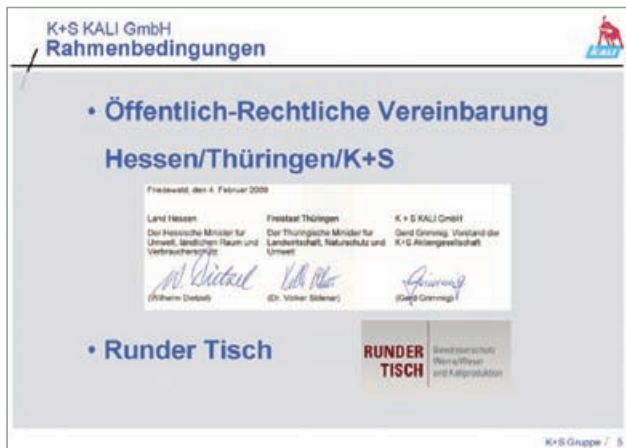 K+S KALI GmbH
Rahmenbedingungen
KALI
• Öffentlich-Rechtliche Vereinbarung
Hessen/Thüringen/K+S
Friedewald, den 4. Februar 2009
Land Hessen
Der Hessische Minister für
Umwelt, ländlichen Raum und
Verbraucherschutz
W. Dietzel
(Wilhelm Dietzel)
Freistaat Thüringen
Der Thüringische Minister für
Landwirtschaft, Naturschutz und
Umwelt
(Dr. Volker Sklenar)
K + S KALI GmbH
Gerd Grimmig, Vorstand der
K+S Aktiengesellschaft
Grimmig
(Gerd Grimmig)
• Runder Tisch
RUNDER
TISCH
Gewässerschutz
Werra/Weser
und Kaliproduktion
K+S Gruppe / 5